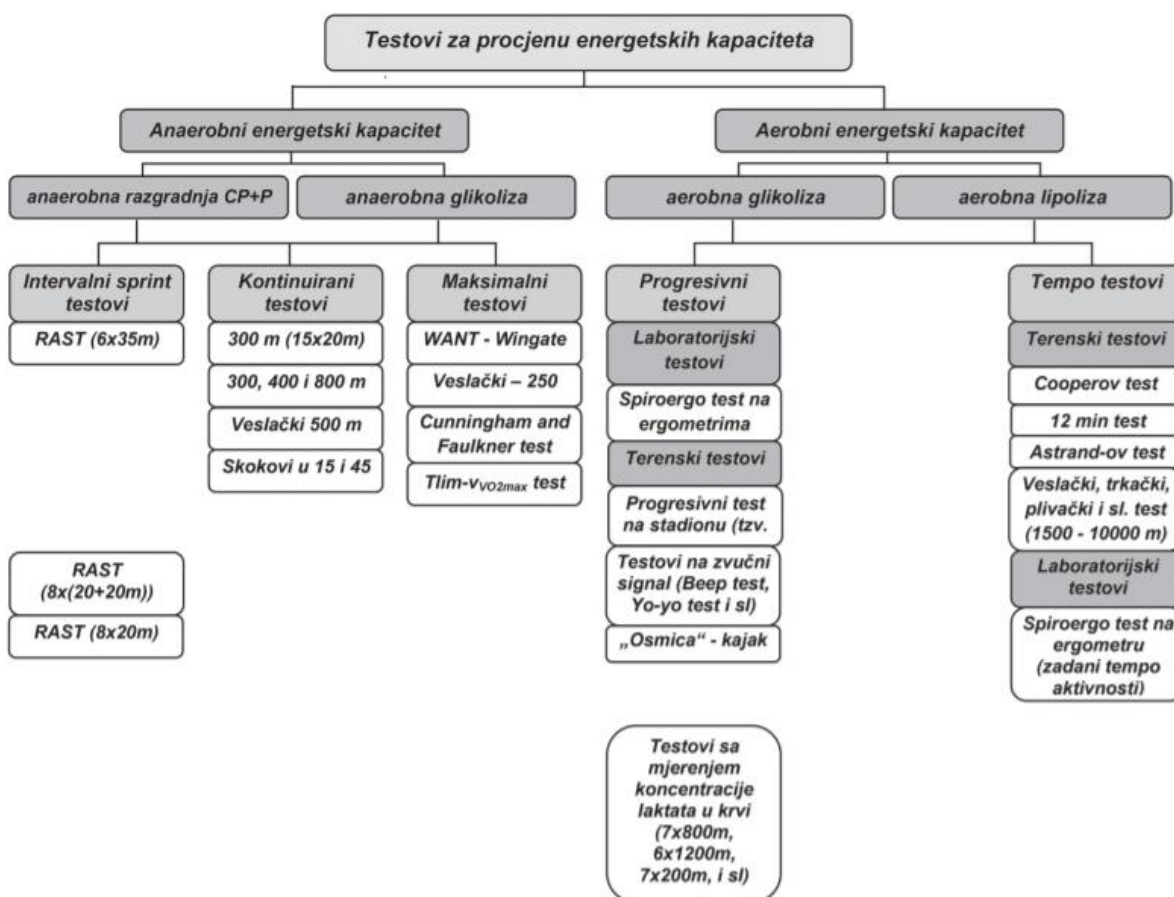 Testovi za procjenu energetskih kapaciteta
Anaerobni energetski kapacitet
Aerobni energetski kapacitet
anaerobna razgradnja CP+P
anaerobna glikoliza
aerobna glikoliza
aerobna lipoliza
Intervalni sprint
testovi
RAST (6x35m)
RAST
(8x(20+20m))
RAST (8x20m)
Kontinuirani
testovi
300 m (15x20m)
300, 400 i 800 m
Veslački 500 m
Skokovi u 15 i 45
Maksimalni
testovi
WANT - Wingate
Veslački – 250
Cunningham and
Faulkner test
Tlim-vVO2max test
Progresivni
testovi
Laboratorijski
testovi
Spiroergo test na
ergometrima
Terenski testovi
Progresivni test
na stadionu (tzv.
Testovi na zvučni
signal (Beep test,
Yo-yo test i sl)
„Osmica“ - kajak
Testovi sa
mjerenjem
koncentracije
laktata u krvi
(7x800m,
6x1200m,
7x200m, i sl)
Tempo testovi
Terenski testovi
Cooperov test
12 min test
Astrand-ov test
Veslački, trkački,
plivački i sl. test
(1500 - 10000 m)
Laboratorijski
testovi
Spiroergo test na
ergometru
(zadani tempo
aktivnosti)